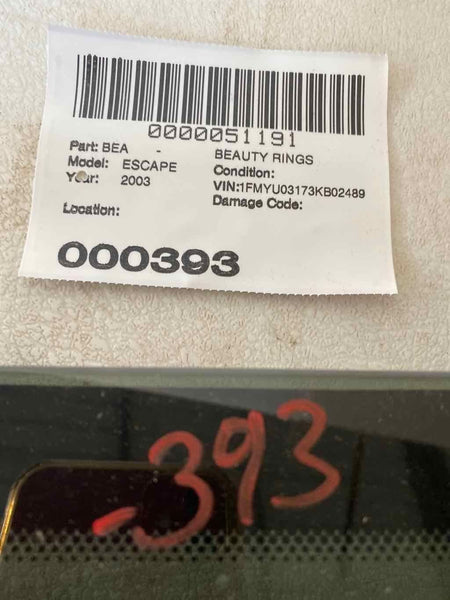 0000051191
Part: BEA - BEAUTY RINGS
Model: ESCAPE Condition:
Year: 2003 VIN:1FMYU03173KB02489
Location: Damage Code:
000393
-393